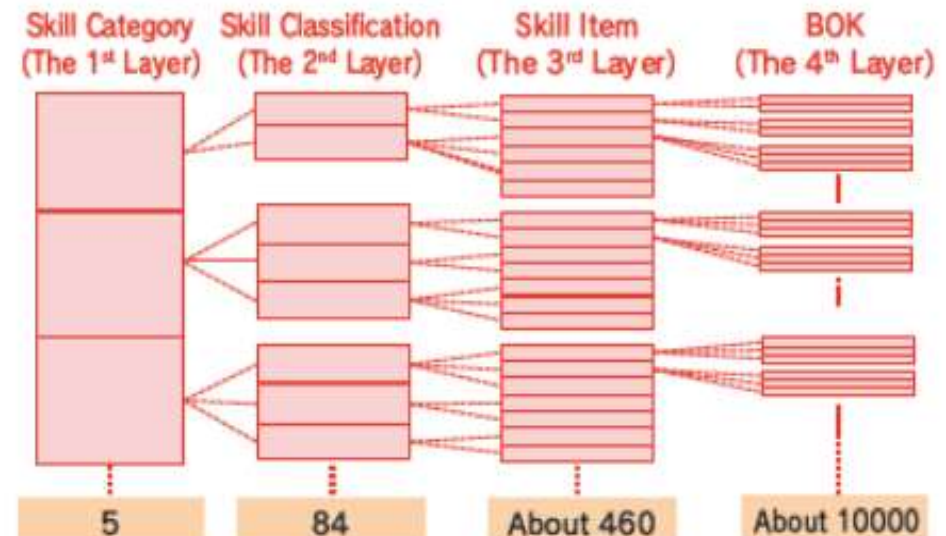 Skill Category
(The 1st Layer)
Skill Classification
(The 2nd Layer)
Skill Item
(The 3rd Layer)
BOK
(The 4th Layer)
5
84
About 460
About 10000